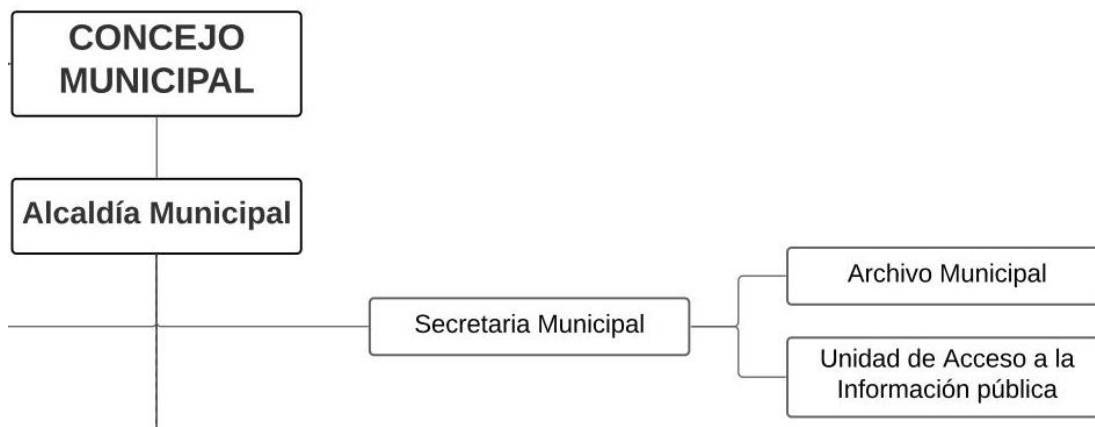 CONCEJO
MUNICIPAL
Alcaldía Municipal
Archivo Municipal
Secretaria Municipal
Unidad de Acceso a la
Información pública